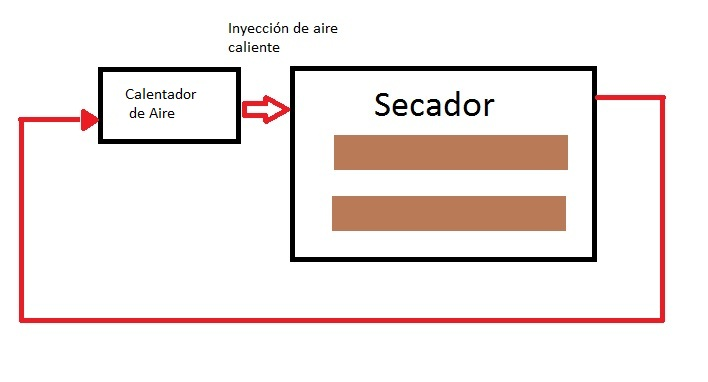 Inyección de aire
caliente
Calentador
de Aire
Secador